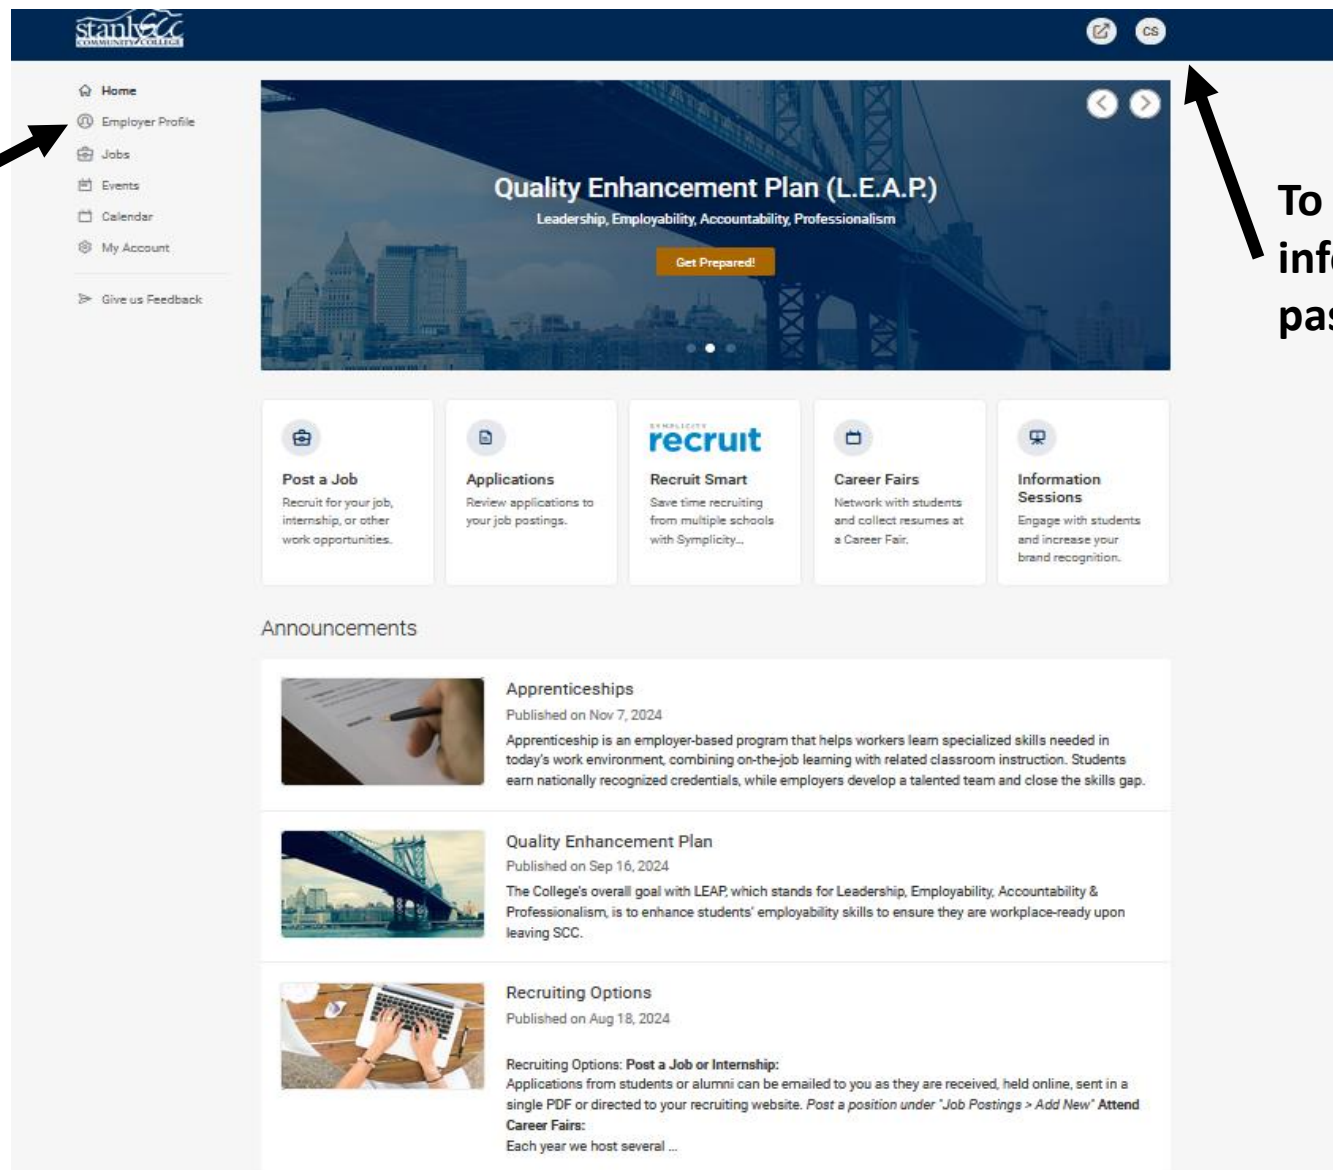 stanly
COMMUNITY COLLEGE
CS
Home
Employer Profile
Jobs
Events
Calendar
My Account
Give us Feedback
Quality Enhancement Plan (L.E.A.P.)
Leadership, Employability, Accountability, Professionalism
Get Prepared!
To
Post a Job
Recruit for your job,
internship, or other
work opportunities.
Applications
Review applications to
your job postings.
SYMPLICITY
recruit
Recruit Smart
Save time recruiting
from multiple schools
with Symplicity...
Career Fairs
Network with students
and collect resumes at
a Career Fair.
Information
Sessions
Engage with students
and increase your
brand recognition.
Announcements
Apprenticeships
Published on Nov 7, 2024
Apprenticeship is an employer-based program that helps workers learn specialized skills needed in
today's work environment, combining on-the-job learning with related classroom instruction. Students
earn nationally recognized credentials, while employers develop a talented team and close the skills gap.
Quality Enhancement Plan
Published on Sep 16, 2024
The College's overall goal with LEAP, which stands for Leadership, Employability, Accountability &
Professionalism, is to enhance students' employability skills to ensure they are workplace-ready upon
leaving SCC.
Recruiting Options
Published on Aug 18, 2024
Recruiting Options: Post a Job or Internship:
Applications from students or alumni can be emailed to you as they are received, held online, sent in a
single PDF or directed to your recruiting website. Post a position under "Job Postings > Add New" Attend
Career Fairs:
Each year we host several ...